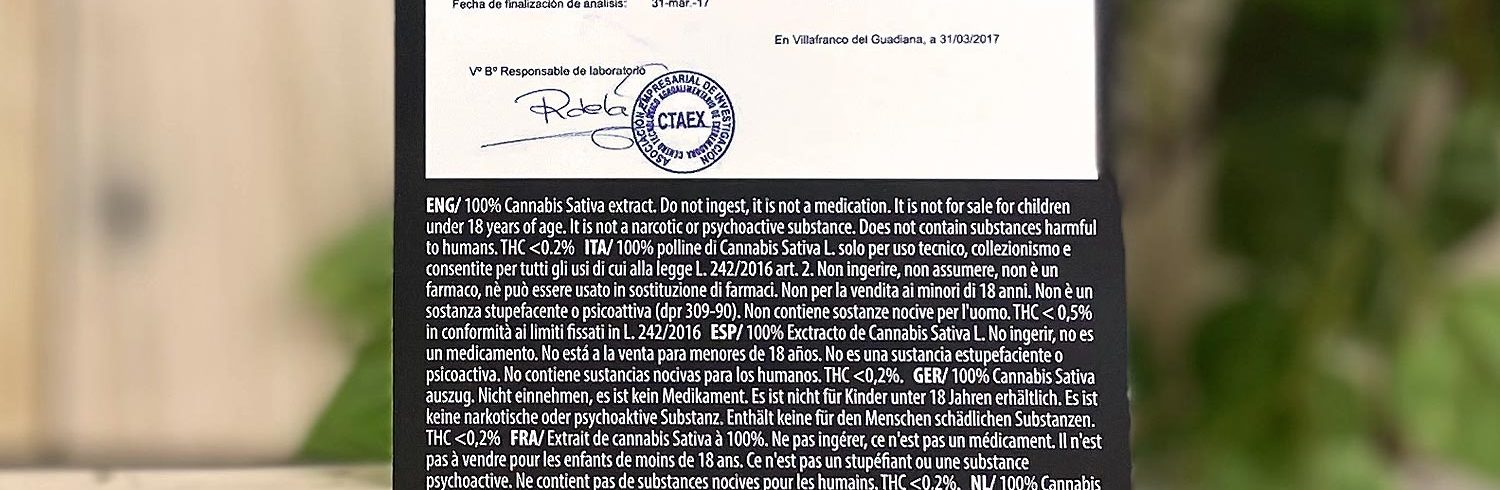 Fecha de finalización de análisis: 31-mar.-17
En Villafranco del Guadiana, a 31/03/2017
Vº Bº Responsable de laboratorio
Rdela
ASOCIACIÓN EMPRESARIAL DE INVESTIGACIÓN
CENTRO TECNOLÓGICO AGROALIMENTARIO DE EXTREMADURA
CTAEX
ENG/ 100% Cannabis Sativa extract. Do not ingest, it is not a medication. It is not for sale for children
under 18 years of age. It is not a narcotic or psychoactive substance. Does not contain substances harmful
to humans. THC <0.2% ITA/ 100% polline di Cannabis Sativa L. solo per uso tecnico, collezionismo e
consentite per tutti gli usi di cui alla legge L. 242/2016 art. 2. Non ingerire, non assumere, non è un
farmaco, nè può essere usato in sostituzione di farmaci. Non per la vendita ai minori di 18 anni. Non è un
sostanza stupefacente o psicoattiva (dpr 309-90). Non contiene sostanze nocive per l'uomo. THC < 0,5%
in conformità ai limiti fissati in L. 242/2016 ESP/ 100% Exctracto de Cannabis Sativa L. No ingerir, no es
un medicamento. No está a la venta para menores de 18 años. No es una sustancia estupefaciente o
psicoactiva. No contiene sustancias nocivas para los humanos. THC <0,2%. GER/ 100% Cannabis Sativa
auszug. Nicht einnehmen, es ist kein Medikament. Es ist nicht für Kinder unter 18 Jahren erhältlich. Es ist
keine narkotische oder psychoaktive Substanz. Enthält keine für den Menschen schädlichen Substanzen.
THC <0,2% FRA/ Extrait de cannabis Sativa à 100%. Ne pas ingérer, ce n'est pas un médicament. Il n'est
pas à vendre pour les enfants de moins de 18 ans. Ce n'est pas un stupéfiant ou une substance
psychoactive. Ne contient pas de substances nocives pour les humains. THC <0,2%. NL/ 100% Cannabis